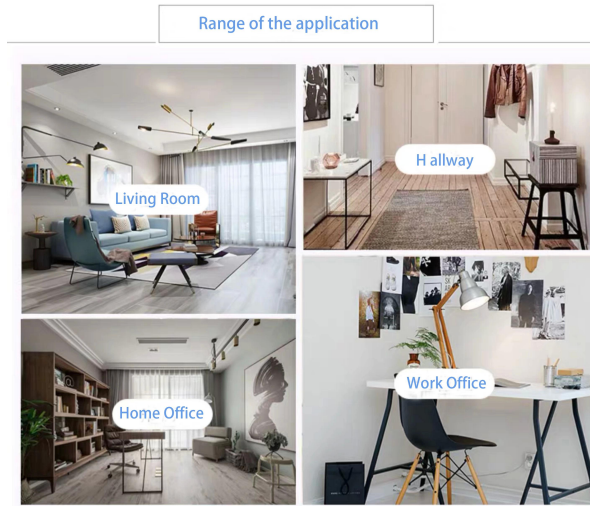 Range of the application
Living Room
H allway
Home Office
Work Office